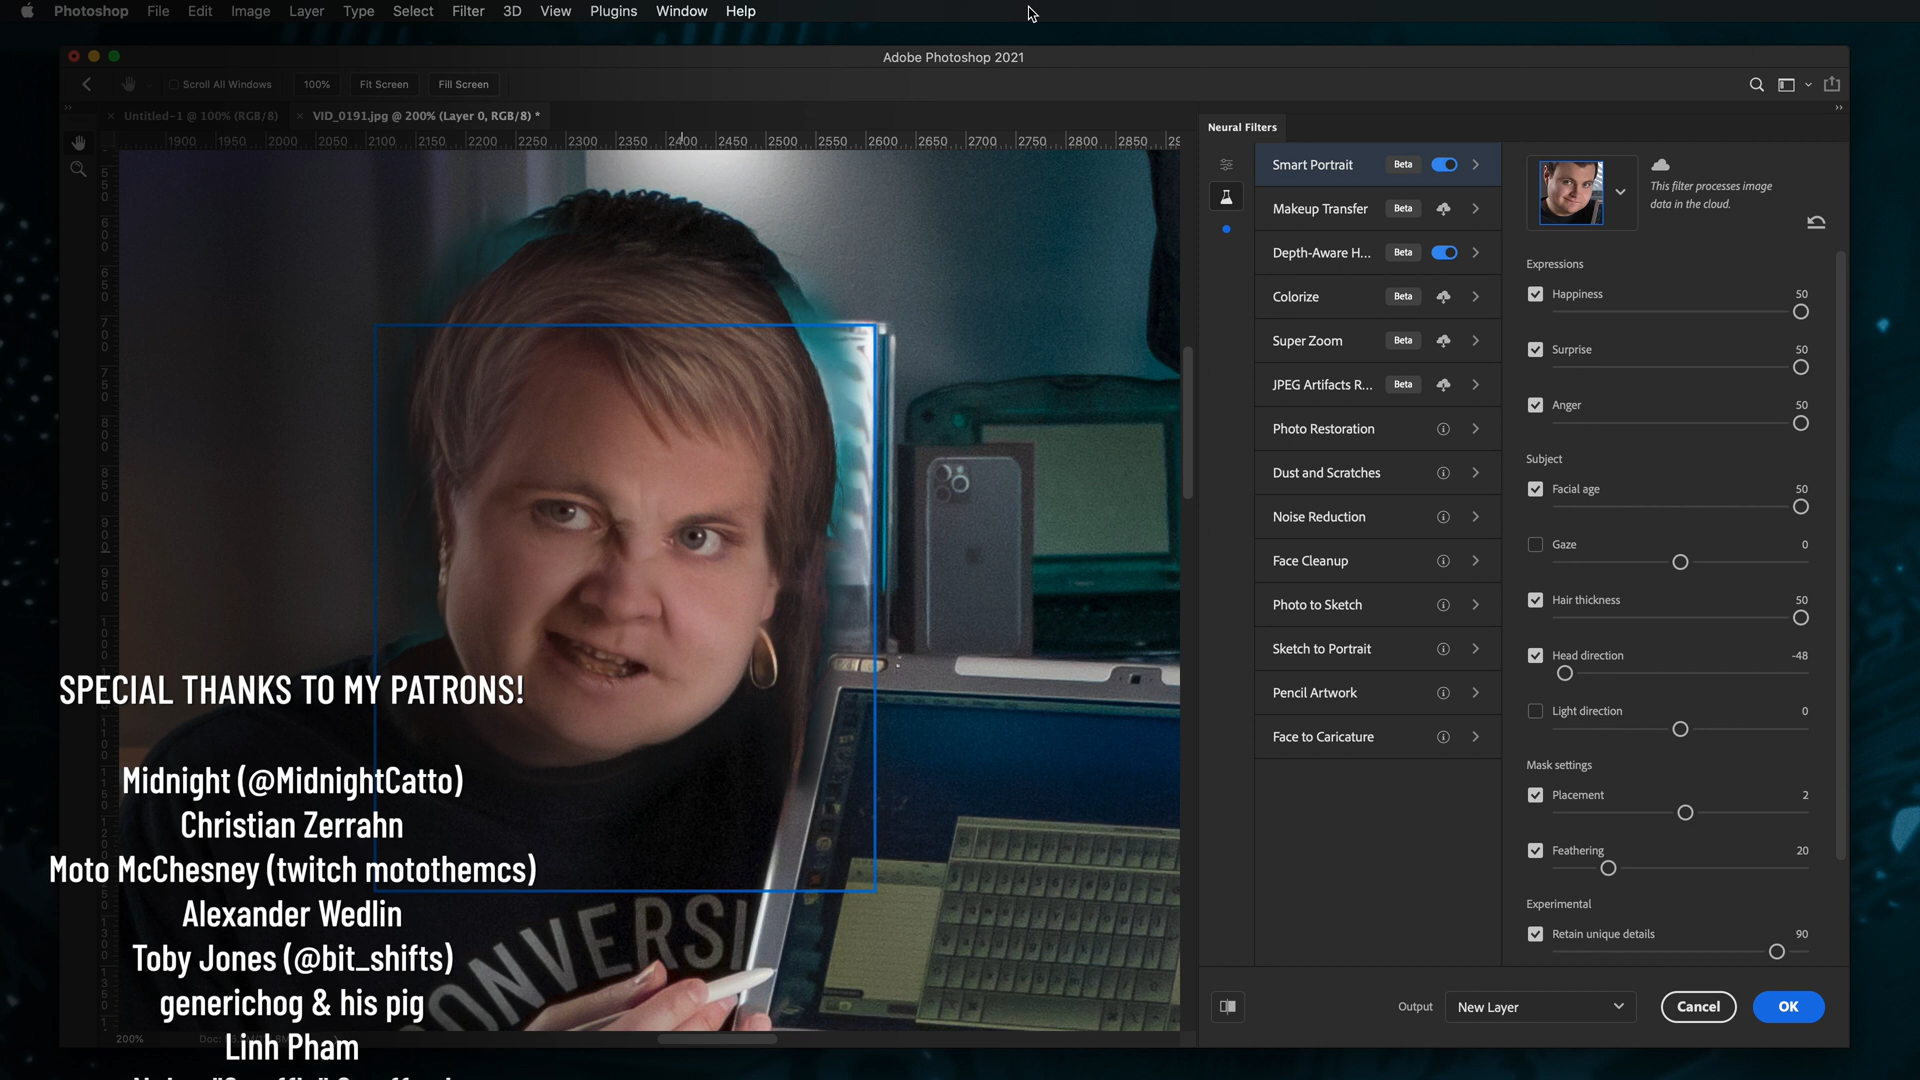 Photoshop File Edit Image Layer Type Select Filter 3D View Plugins Window Help
Adobe Photoshop 2021
Scroll All Windows 100% Fit Screen Fill Screen
Untitled-1 @ 100% (RGB/8) VID_0191.jpg @ 200% (Layer 0, RGB/8) *
1900 1950 2000 2050 2100 2150 2200 2250 2300 2350 2400 2450 2500 2550 2600 2650 2700 2750 2800 2850
Neural Filters
Smart Portrait Beta
Makeup Transfer Beta
Depth-Aware H... Beta
Colorize Beta
Super Zoom Beta
JPEG Artifacts R... Beta
Photo Restoration
Dust and Scratches
Noise Reduction
Face Cleanup
Photo to Sketch
Sketch to Portrait
Pencil Artwork
Face to Caricature
This filter processes image
data in the cloud.
Expressions
Happiness 50
Surprise 50
Anger 50
Subject
Facial age 50
Gaze 0
Hair thickness 50
Head direction -48
Light direction 0
Mask settings
Placement 2
Feathering 20
Experimental
Retain unique details 90
Output New Layer Cancel OK
SPECIAL THANKS TO MY PATRONS!
Midnight (@MidnightCatto)
Christian Zerrahn
Moto McChesney (twitch motothemcs)
Alexander Wedlin
Toby Jones (@bit_shifts)
generichog & his pig
Linh Pham
CONVERS
200% Doc: